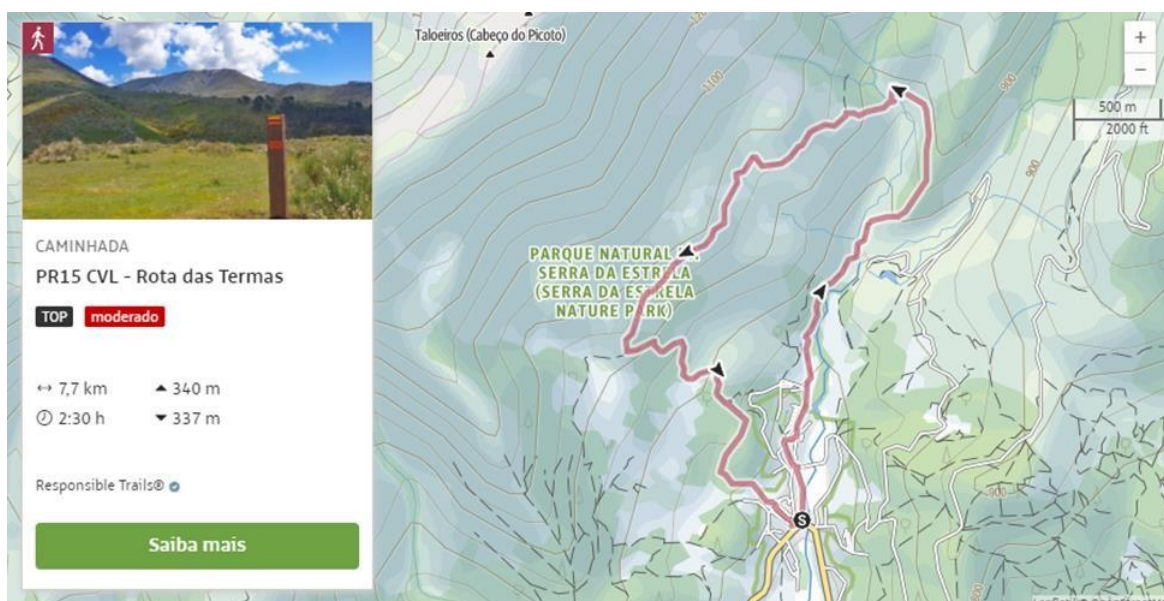 CAMINHADA
PR15 CVL - Rota das Termas
TOP moderado
7,7 km
340 m
2:30 h
337 m
Responsible Trails®
Saiba mais
Taloeiros (Cabeço do Picoto)
1100
900
+
−
500 m
2000 ft
900
PARQUE NATURAL
SERRA DA ESTRELA
(SERRA DA ESTRELA
NATURE PARK)
S
900